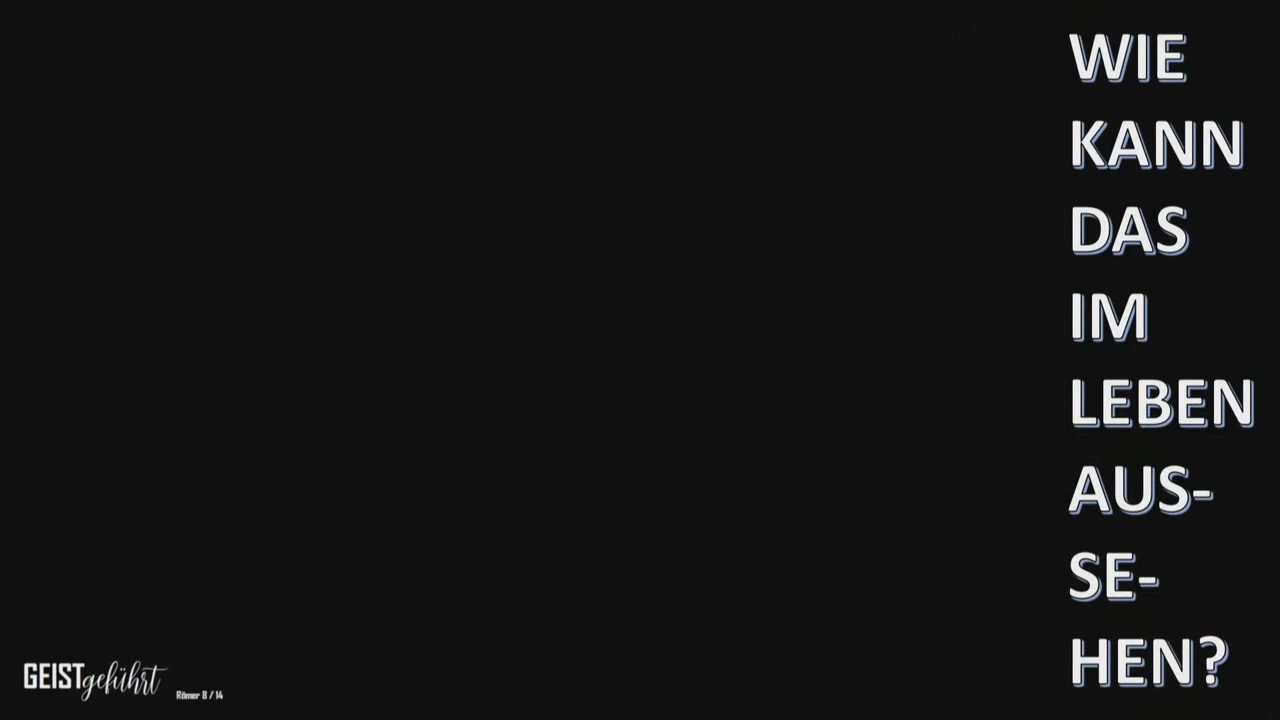 WIE
KANN
DAS
IM
LEBEN
AUS-
SE-
HEN?
GEISTgeführt
Römer 8 / 14